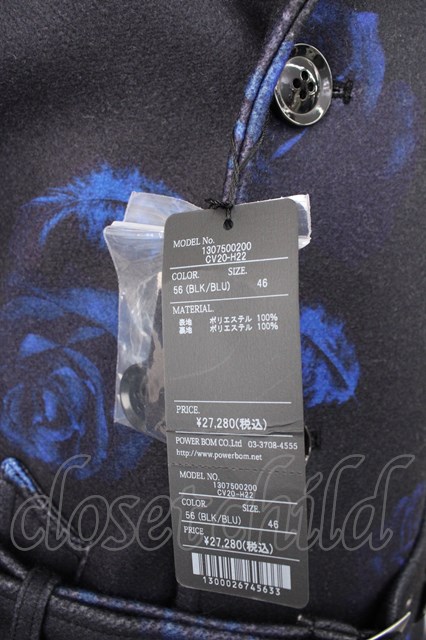 MODEL No.
1307500200
CV20-H22
COLOR. SIZE.
56 (BLK/BLU) 46
MATERIAL.
表地 ポリエステル 100%
裏地 ポリエステル 100%
PRICE.
¥27,280(税込)
POWER BOM CO.Ltd 03-3708-4555
www.powerbom.net
MODEL No.
1307500200
CV20-H22
COLOR. SIZE.
56 (BLK/BLU) 46
PRICE.
¥27,280(税込)
1300026745633
closet child